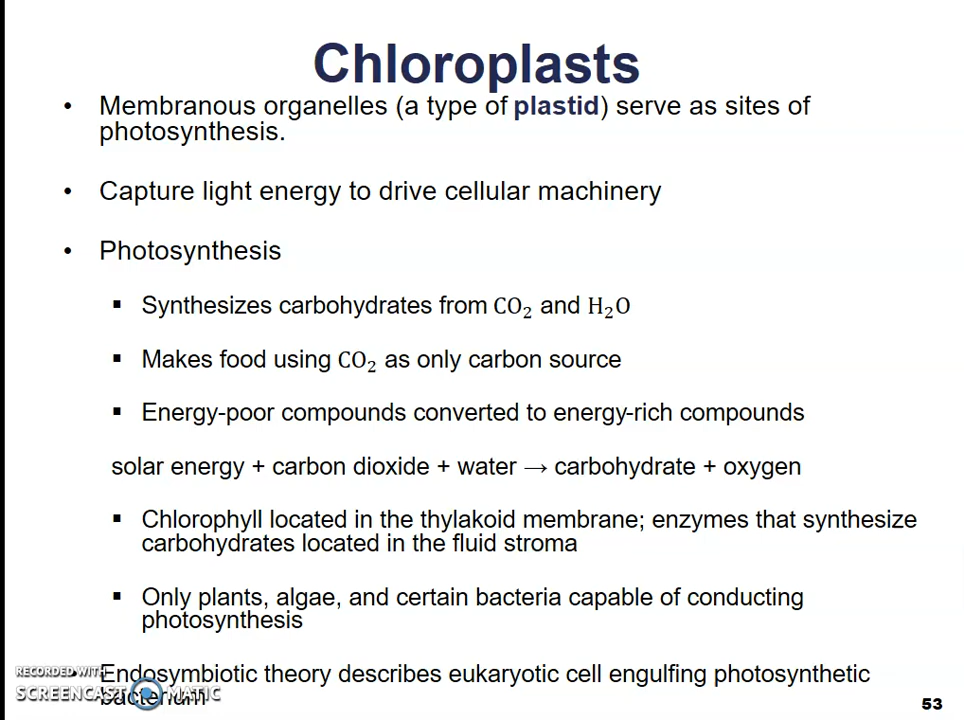 Chloroplasts
• Membranous organelles (a type of plastid) serve as sites of
photosynthesis.
• Capture light energy to drive cellular machinery
• Photosynthesis
▪ Synthesizes carbohydrates from CO₂ and H₂O
▪ Makes food using CO₂ as only carbon source
▪ Energy-poor compounds converted to energy-rich compounds
solar energy + carbon dioxide + water → carbohydrate + oxygen
▪ Chlorophyll located in the thylakoid membrane; enzymes that synthesize
carbohydrates located in the fluid stroma
▪ Only plants, algae, and certain bacteria capable of conducting
photosynthesis
• Endosymbiotic theory describes eukaryotic cell engulfing photosynthetic
bacterium
RECORDED WITH
SCREENCAST MATIC
53